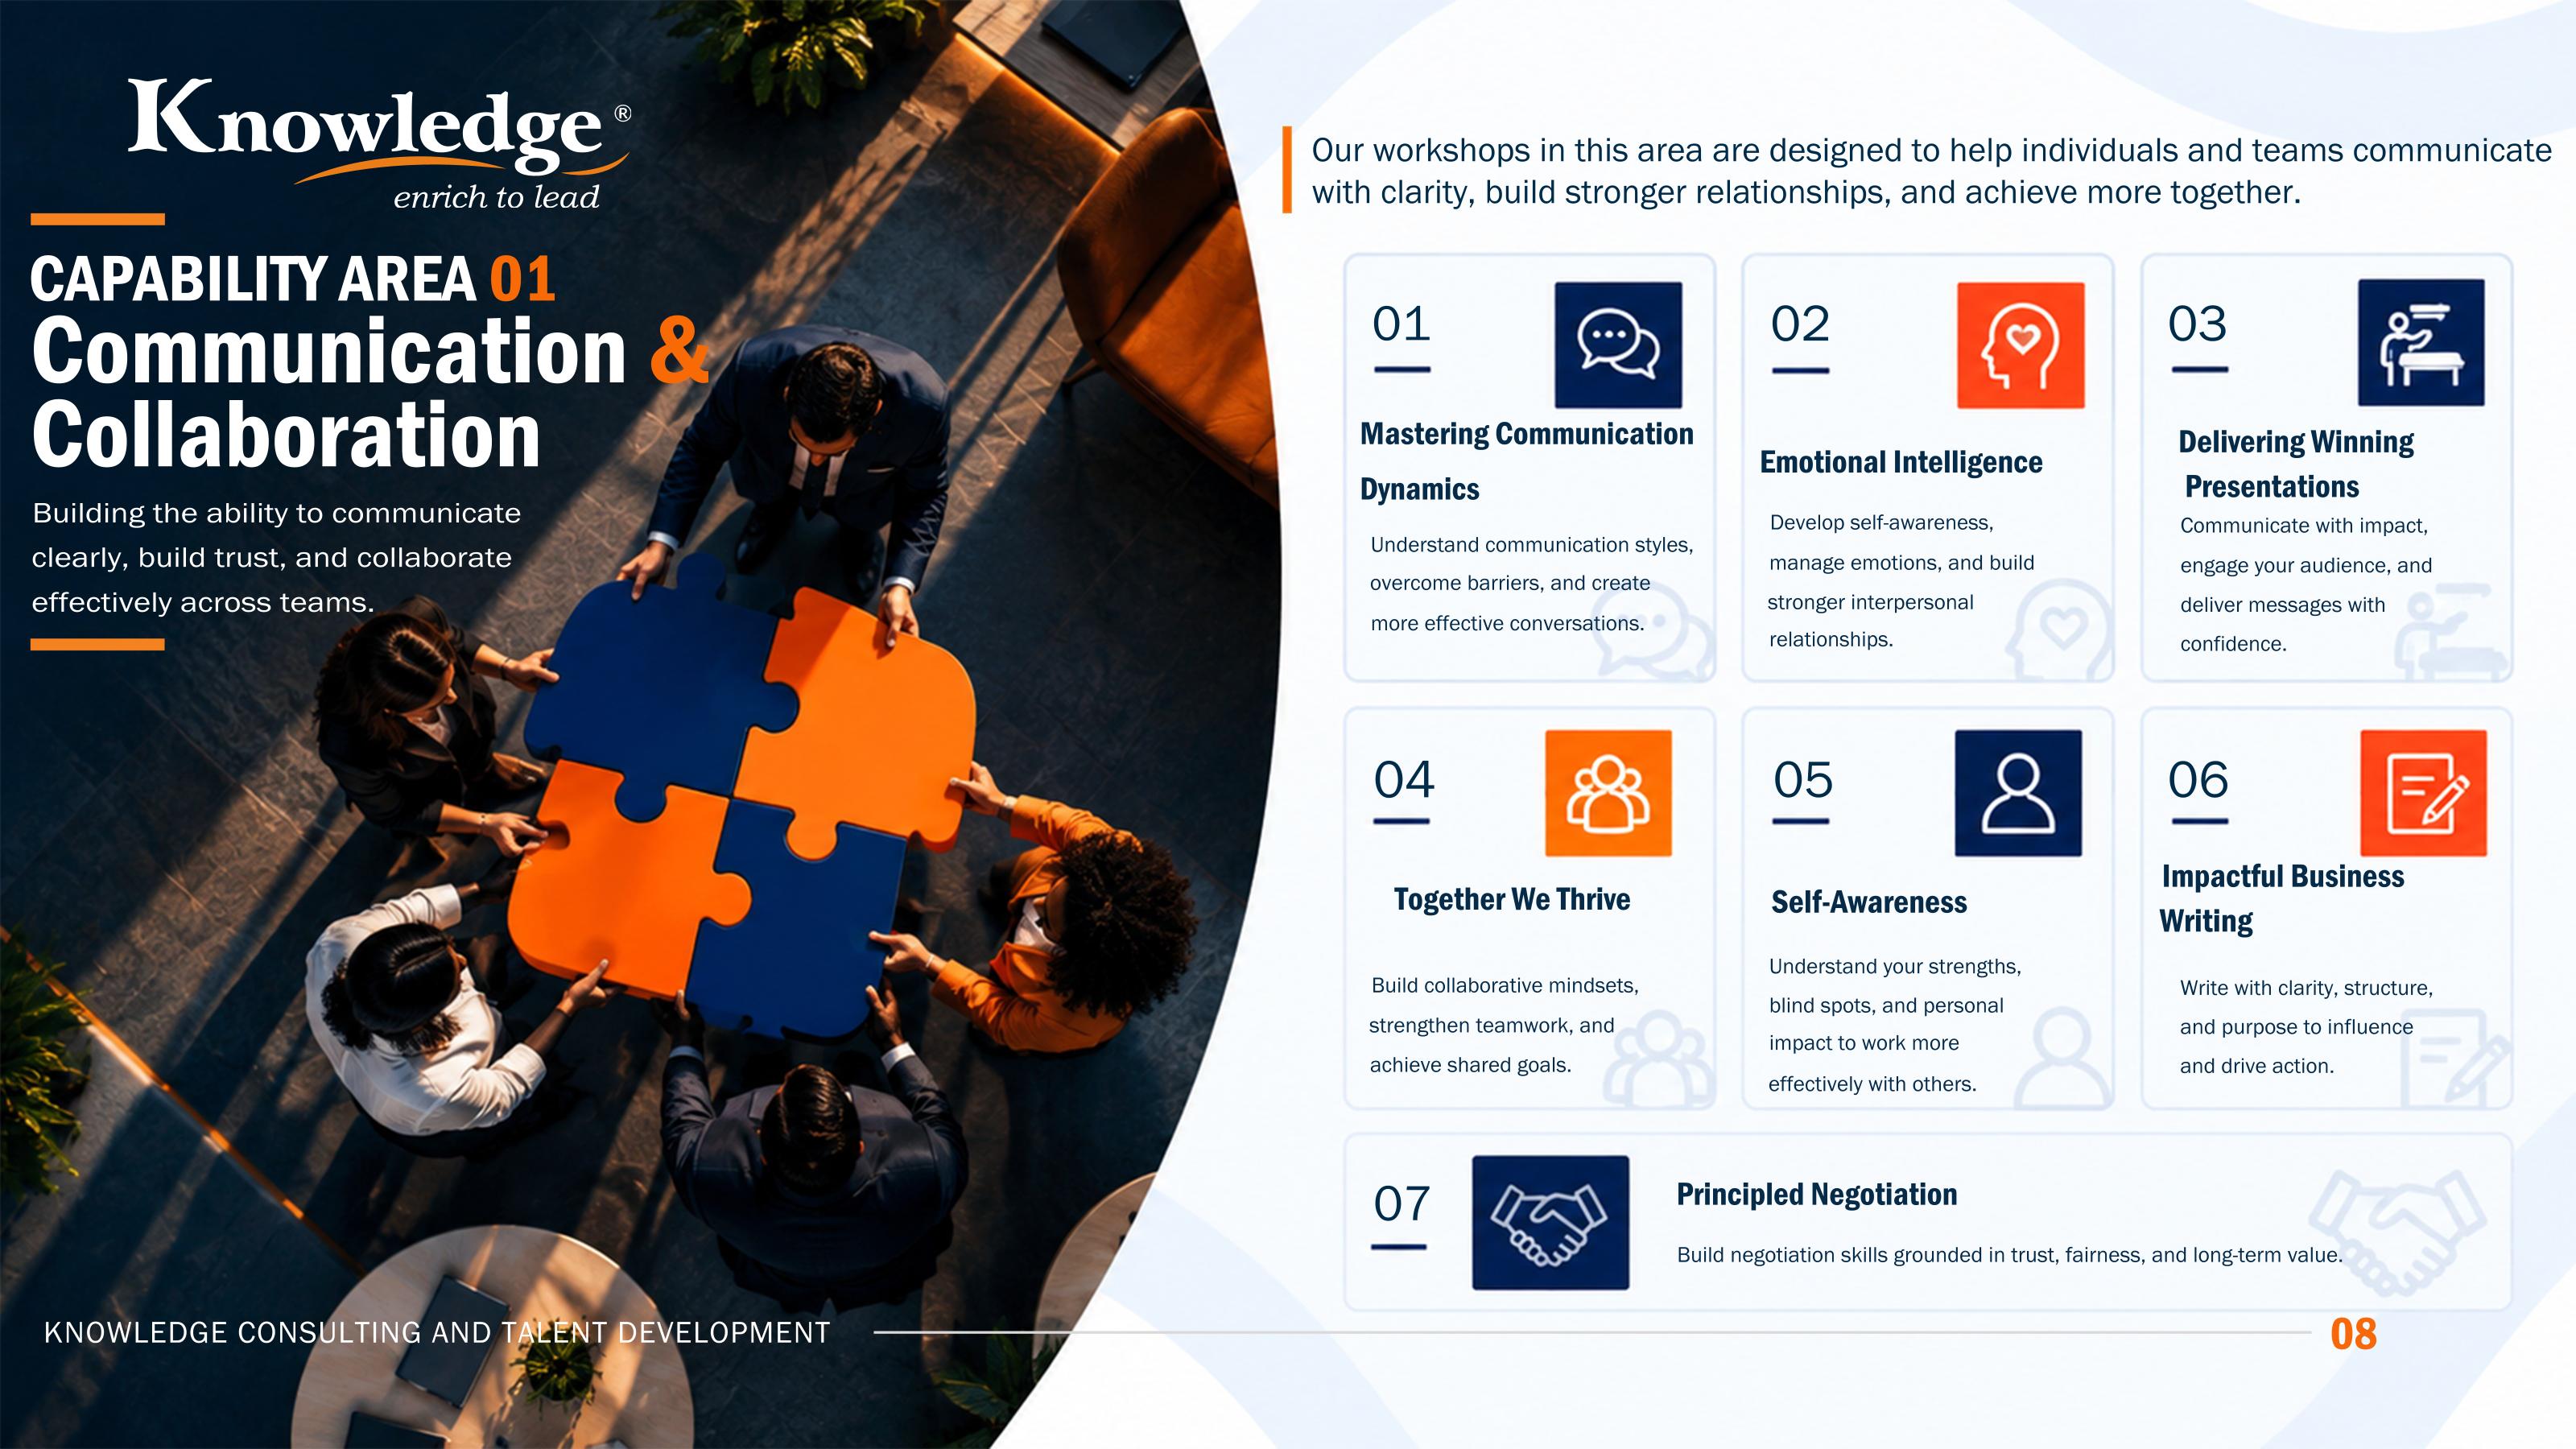 Knowledge®
enrich to lead
CAPABILITY AREA 01
Communication &
Collaboration
Building the ability to communicate
clearly, build trust, and collaborate
effectively across teams.
Our workshops in this area are designed to help individuals and teams communicate
with clarity, build stronger relationships, and achieve more together.
01
Mastering Communication
Dynamics
Understand communication styles,
overcome barriers, and create
more effective conversations.
02
Emotional Intelligence
Develop self-awareness,
manage emotions, and build
stronger interpersonal
relationships.
03
Delivering Winning
Presentations
Communicate with impact,
engage your audience, and
deliver messages with
confidence.
04
Together We Thrive
Build collaborative mindsets,
strengthen teamwork, and
achieve shared goals.
05
Self-Awareness
Understand your strengths,
blind spots, and personal
impact to work more
effectively with others.
06
Impactful Business
Writing
Write with clarity, structure,
and purpose to influence
and drive action.
07
Principled Negotiation
Build negotiation skills grounded in trust, fairness, and long-term value.
KNOWLEDGE CONSULTING AND TALENT DEVELOPMENT
08